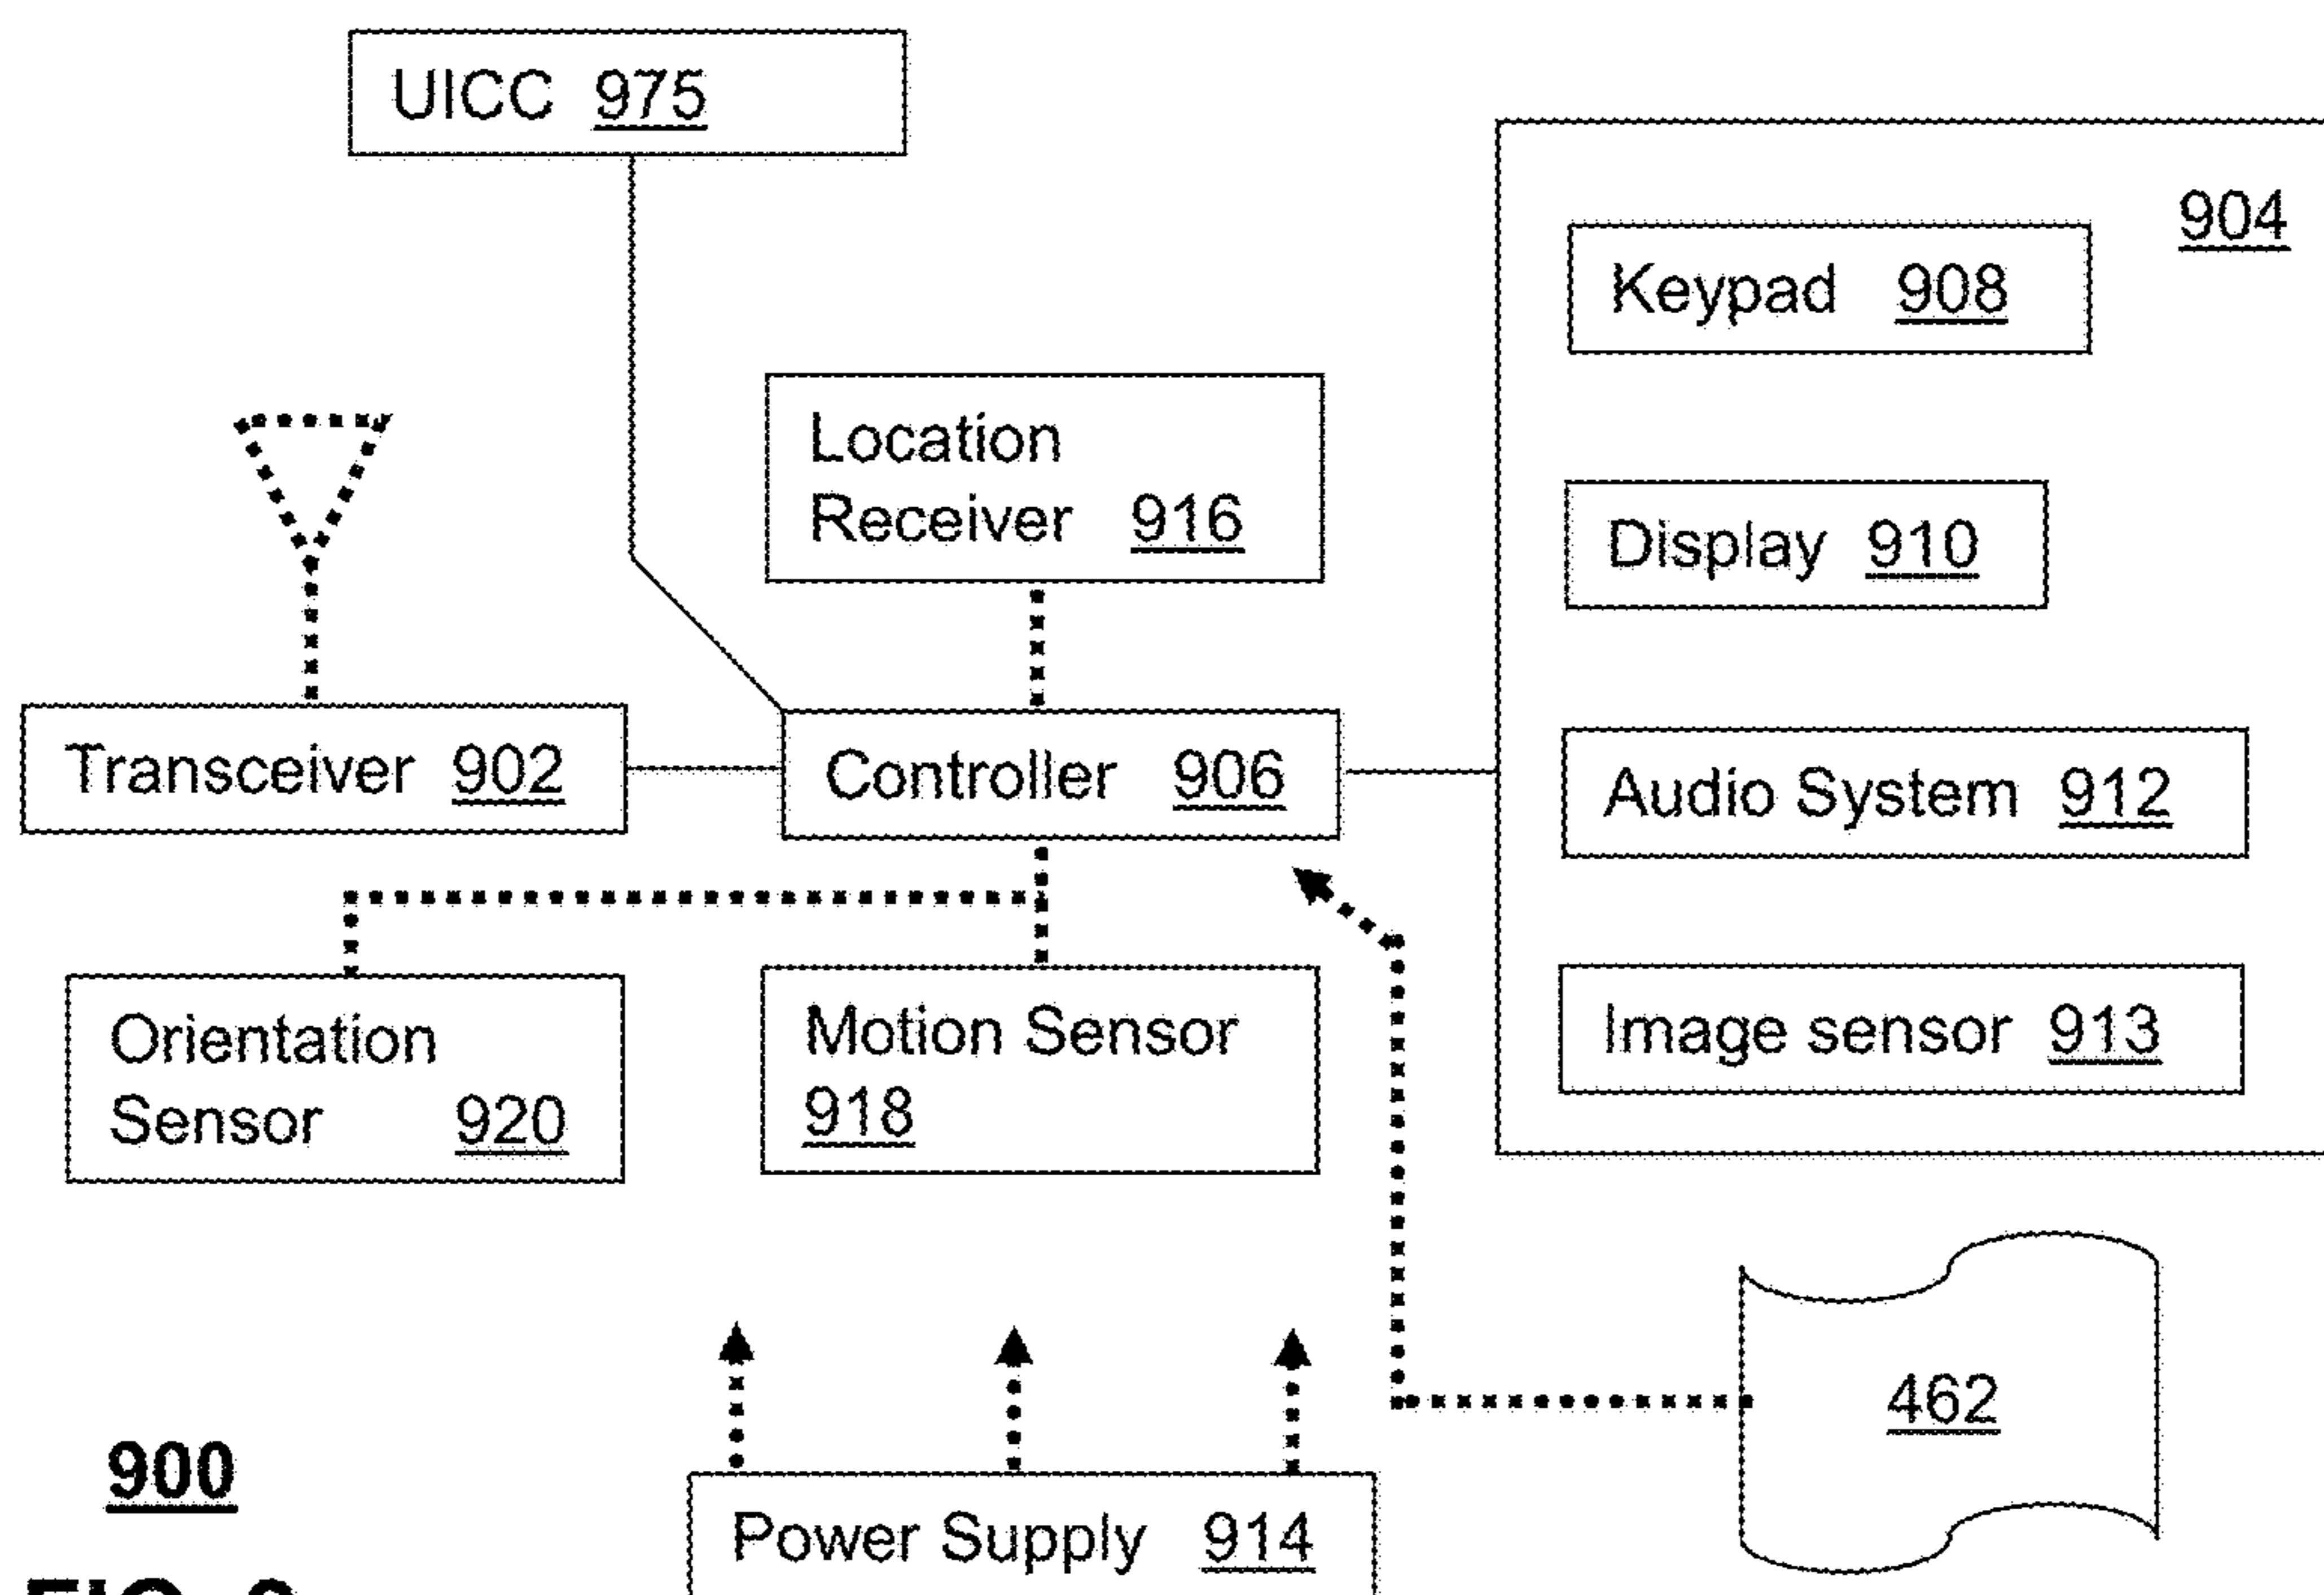 UICC 975
904
Keypad 908
Location
Receiver 916
Display 910
Transceiver 902
Controller 906
Audio System 912
Orientation
Sensor 920
Motion Sensor
918
Image sensor 913
462
900
Power Supply 914